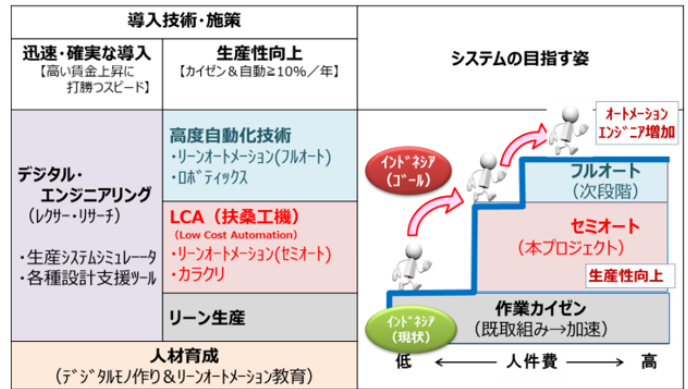 導入技術・施策
迅速・確実な導入
【高い賃金上昇に
打勝つスピード】
生産性向上
【カイゼン＆自動≧10％／年】
システムの目指す姿
デジタル・
エンジニアリング
（レクサー・リサーチ）
・生産システムシミュレータ
・各種設計支援ツール
高度自動化技術
・リーンオートメーション(フルオート)
・ロボティックス
LCA（扶桑工機）
(Low Cost Automation)
・リーンオートメーション(セミオート)
・カラクリ
リーン生産
人材育成
（デジタルモノ作り＆リーンオートメーション教育）
オートメーション
エンジニア増加
インドネシア
（ゴール）
フルオート
（次段階）
セミオート
（本プロジェクト）
生産性向上
作業カイゼン
（既取組み→加速）
インドネシア
（現状）
低 ← 人件費 → 高